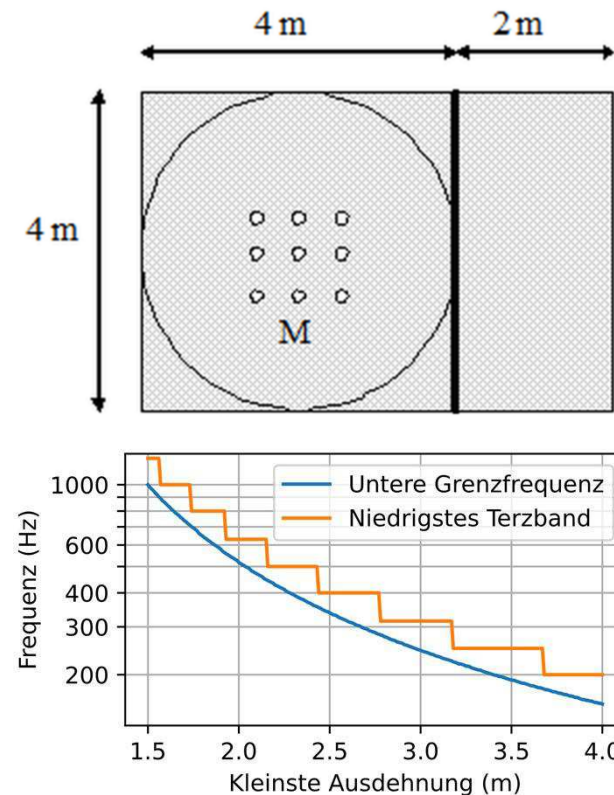 4 m
2 m
4 m
M
Frequenz (Hz)
1000
600
400
300
200
Untere Grenzfrequenz
Niedrigstes Terzband
1.5 2.0 2.5 3.0 3.5 4.0
Kleinste Ausdehnung (m)